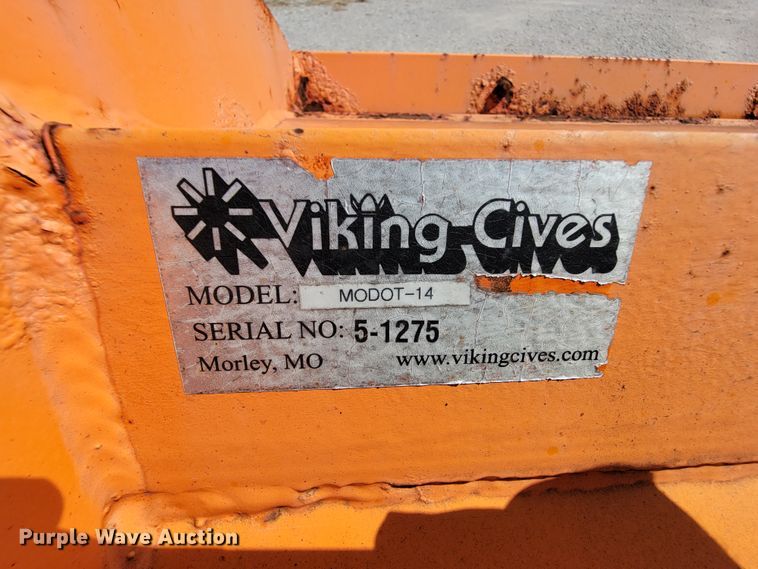 Viking-Cives
MODEL: MODOT-14
SERIAL NO: 5-1275
Morley, MO www.vikingcives.com
Purple Wave Auction